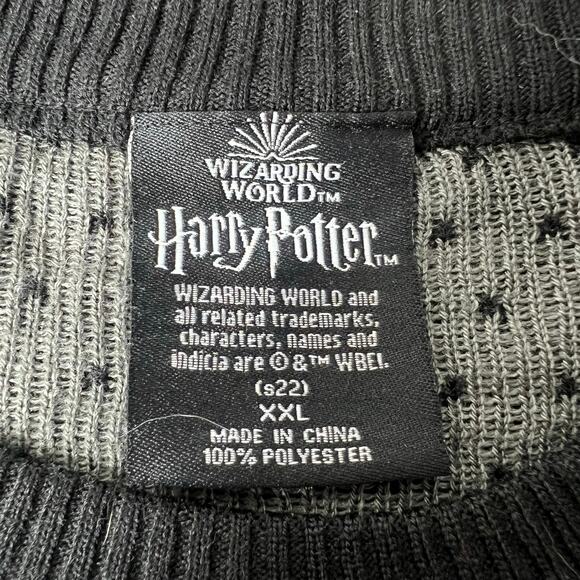 WIZARDING
WORLD™
Harry Potter™
WIZARDING WORLD and
all related trademarks,
characters, names and
indicia are © & ™ WBEI.
(s22)
XXL
MADE IN CHINA
100% POLYESTER